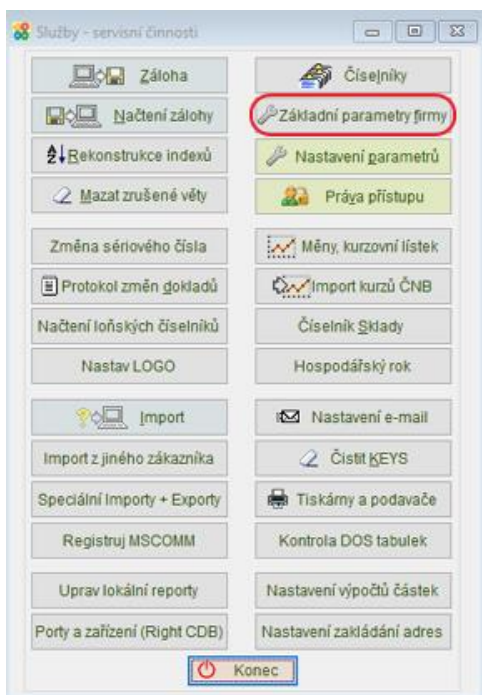 Služby - servisní činnosti
Záloha
Číselníky
Načtení zálohy
Základní parametry firmy
Rekonstrukce indexů
Nastavení parametrů
Mazat zrušené věty
Práva přístupu
Změna sériového čísla
Měny, kurzovní lístek
Protokol změn dokladů
Import kurzů ČNB
Načtení loňských číselníků
Číselník Sklady
Nastav LOGO
Hospodářský rok
Import
Nastavení e-mail
Import z jiného zákazníka
Čistit KEYS
Speciální Importy + Exporty
Tiskárny a podavače
Registruj MSCOMM
Kontrola DOS tabulek
Uprav lokální reporty
Nastavení výpočtů částek
Porty a zařízení (Right CDB)
Nastavení zakládání adres
Konec